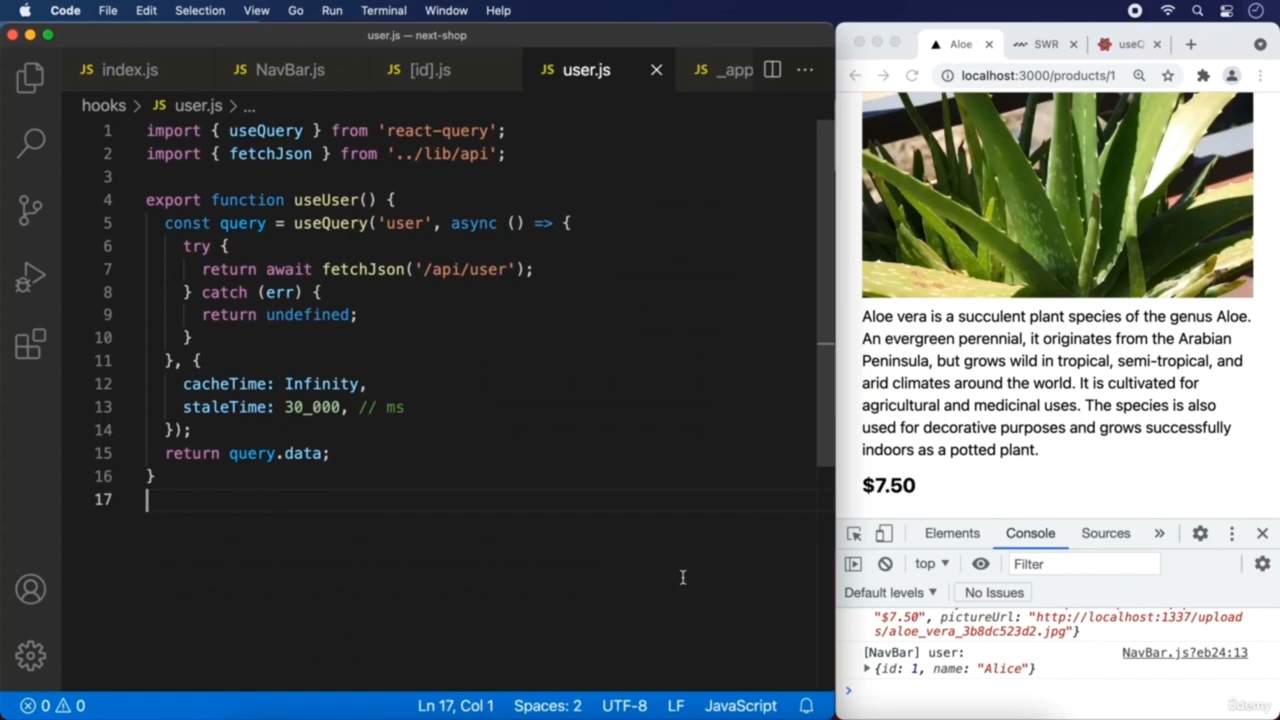 Code File Edit Selection View Go Run Terminal Window Help
user.js — next-shop
JS index.js JS NavBar.js JS [id].js JS user.js JS _app
hooks > JS user.js > ...
1 import { useQuery } from 'react-query';
2 import { fetchJson } from '../lib/api';
3
4 export function useUser() {
5 const query = useQuery('user', async () => {
6 try {
7 return await fetchJson('/api/user');
8 } catch (err) {
9 return undefined;
10 }
11 }, {
12 cacheTime: Infinity,
13 staleTime: 30_000, // ms
14 });
15 return query.data;
16 }
17
0 0 Ln 17, Col 1 Spaces: 2 UTF-8 LF JavaScript
Aloe SWR useQ
localhost:3000/products/1
Aloe vera is a succulent plant species of the genus Aloe.
An evergreen perennial, it originates from the Arabian
Peninsula, but grows wild in tropical, semi-tropical, and
arid climates around the world. It is cultivated for
agricultural and medicinal uses. The species is also
used for decorative purposes and grows successfully
indoors as a potted plant.
$7.50
Elements Console Sources »
top Filter
Default levels No Issues
"$7.50", pictureUrl: "http://localhost:1337/upload
s/aloe_vera_3b8dc523d2.jpg"}
[NavBar] user: NavBar.js?eb24:13
{id: 1, name: "Alice"}
ûdemy